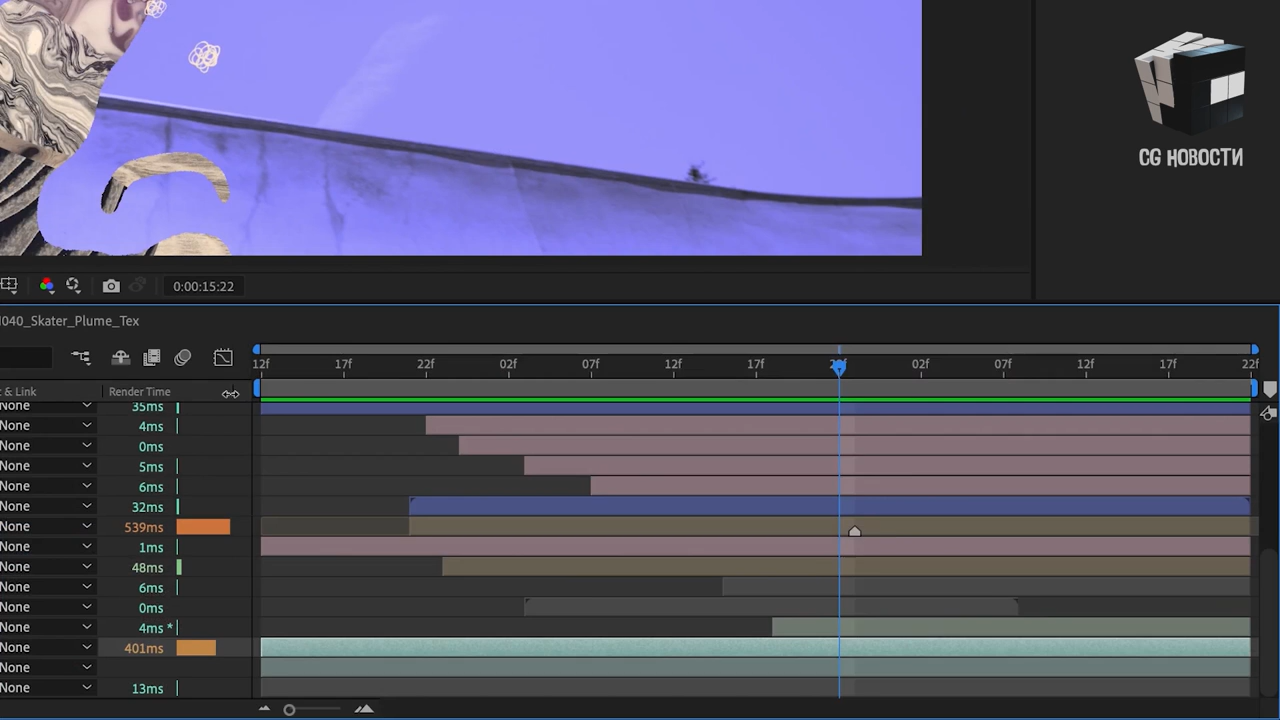 CG НОВОСТИ
0:00:15:22
040_Skater_Plume_Tex
12f 17f 22f 02f 07f 12f 17f 02f 07f 12f 17f 22f
t & Link Render Time
None 35ms
None 4ms
None 0ms
None 5ms
None 6ms
None 32ms
None 539ms
None 1ms
None 48ms
None 6ms
None 0ms
None 4ms *
None 401ms
None
None 13ms